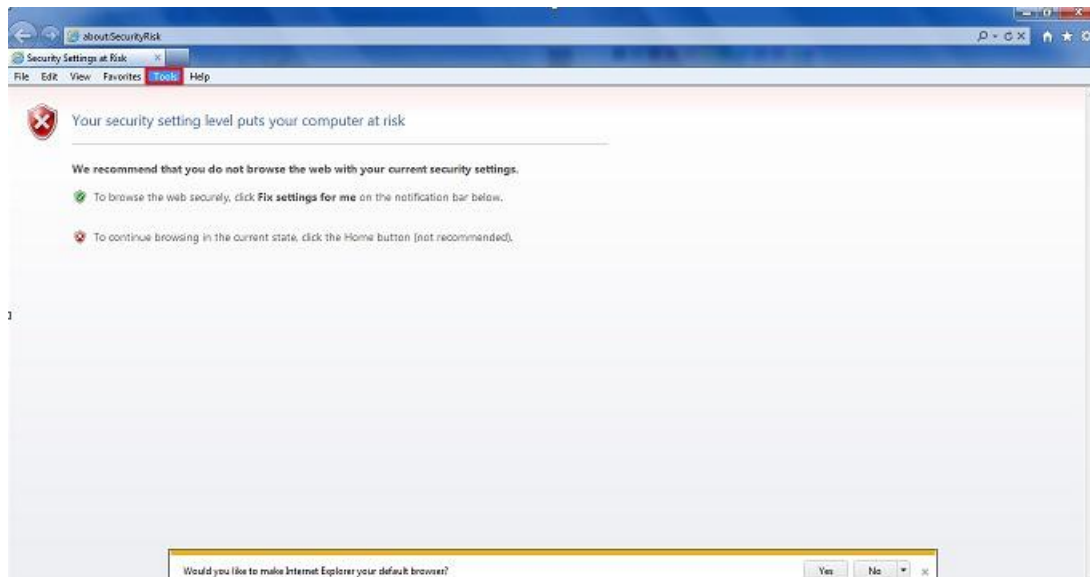 about:SecurityRisk
Security Settings at Risk
File Edit View Favorites Tools Help
Your security setting level puts your computer at risk
We recommend that you do not browse the web with your current security settings.
To browse the web securely, click Fix settings for me on the notification bar below.
To continue browsing in the current state, click the Home button (not recommended).
Would you like to make Internet Explorer your default browser?
Yes No